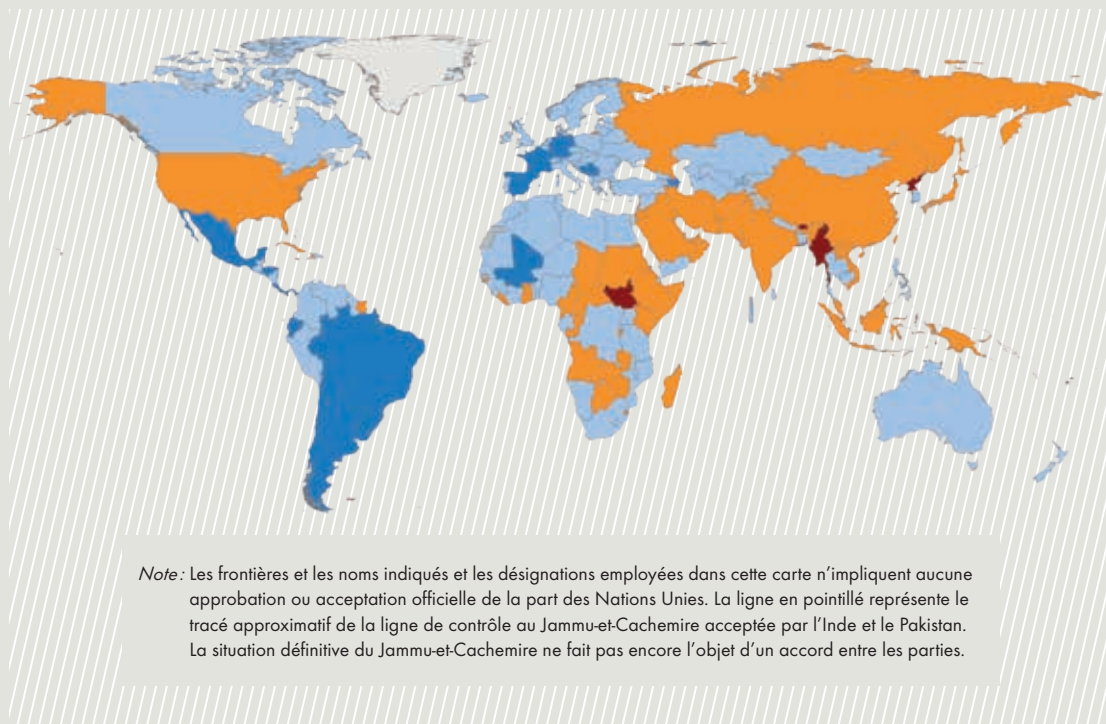 Note : Les frontières et les noms indiqués et les désignations employées dans cette carte n’impliquent aucune
approbation ou acceptation officielle de la part des Nations Unies. La ligne en pointillé représente le
tracé approximatif de la ligne de contrôle au Jammu-et-Cachemire acceptée par l’Inde et le Pakistan.
La situation définitive du Jammu-et-Cachemire ne fait pas encore l’objet d’un accord entre les parties.